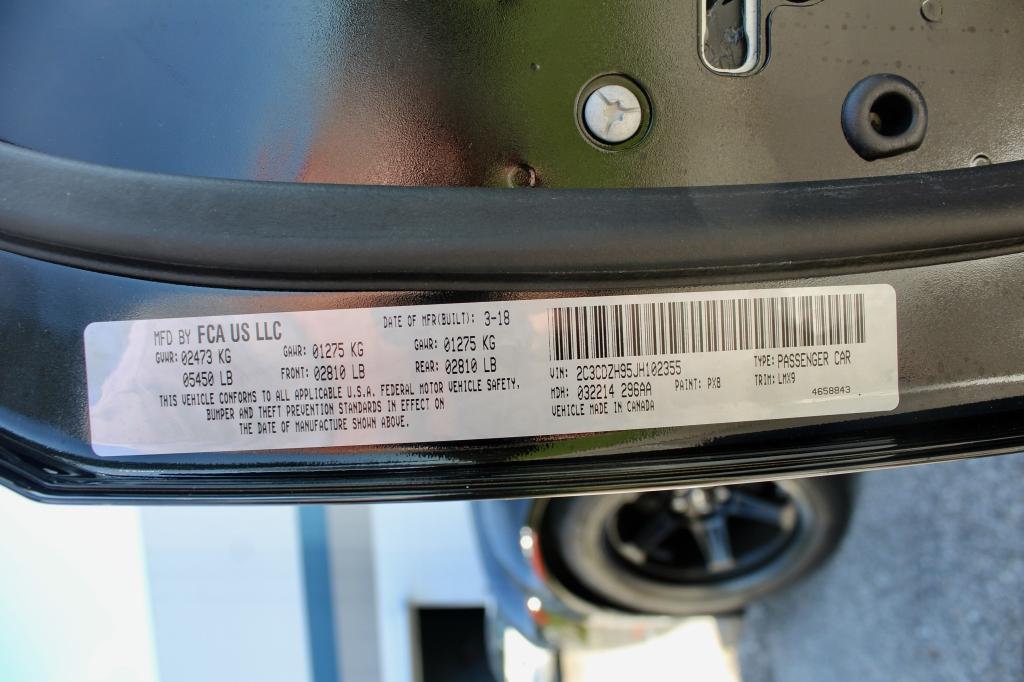 MFD BY FCA US LLC
DATE OF MFR(BUILT): 3-18
GVWR: 02473 KG GAWR: 01275 KG GAWR: 01275 KG
05450 LB FRONT: 02810 LB REAR: 02810 LB
THIS VEHICLE CONFORMS TO ALL APPLICABLE U.S.A. FEDERAL MOTOR VEHICLE SAFETY,
BUMPER AND THEFT PREVENTION STANDARDS IN EFFECT ON
THE DATE OF MANUFACTURE SHOWN ABOVE.
VIN: 2C3CDZH95JH102355 TYPE: PASSENGER CAR
MDH: 032214 296AA PAINT: PX8 TRIM: LMX9
VEHICLE MADE IN CANADA 4658843